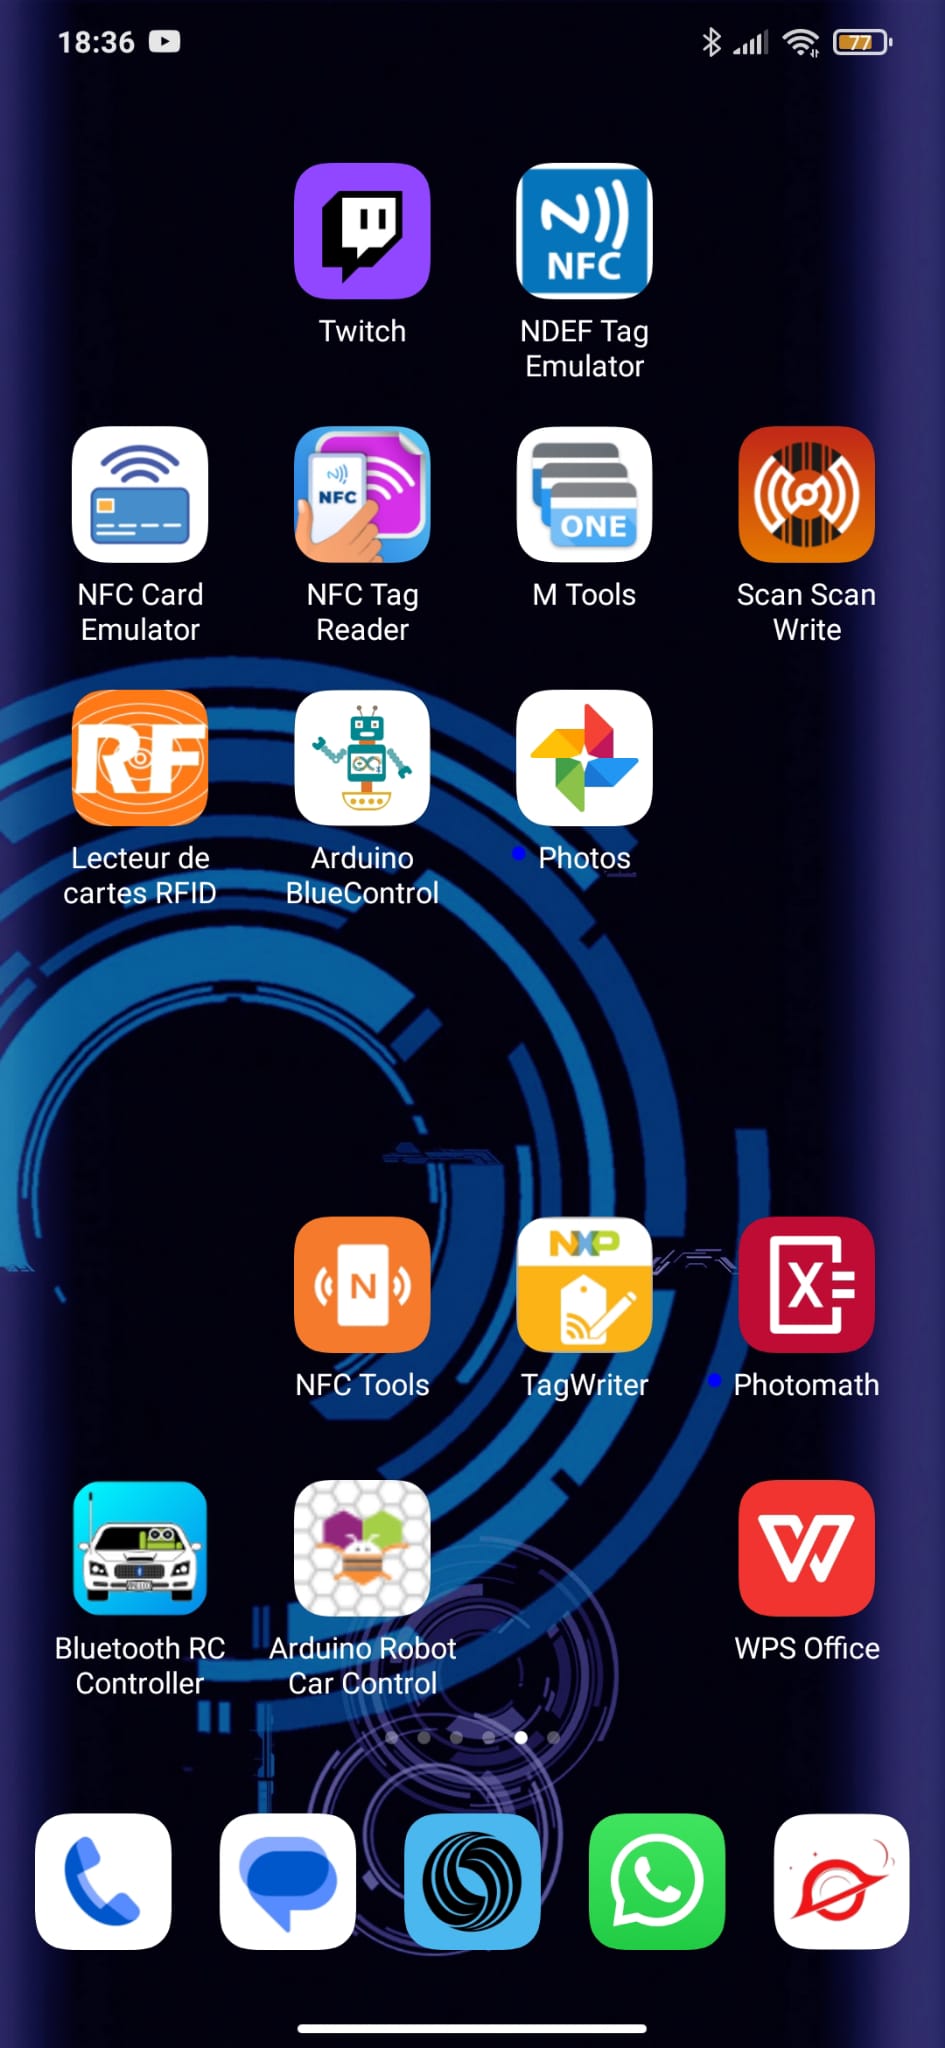 18:36
77
NFC
Twitch
NDEF Tag
Emulator
NFC
ONE
NFC Card
Emulator
NFC Tag
Reader
M Tools
Scan Scan
Write
RF
Lecteur de
cartes RFID
Arduino
BlueControl
Photos
N
NXP
X
NFC Tools
TagWriter
Photomath
W
Bluetooth RC
Controller
Arduino Robot
Car Control
WPS Office